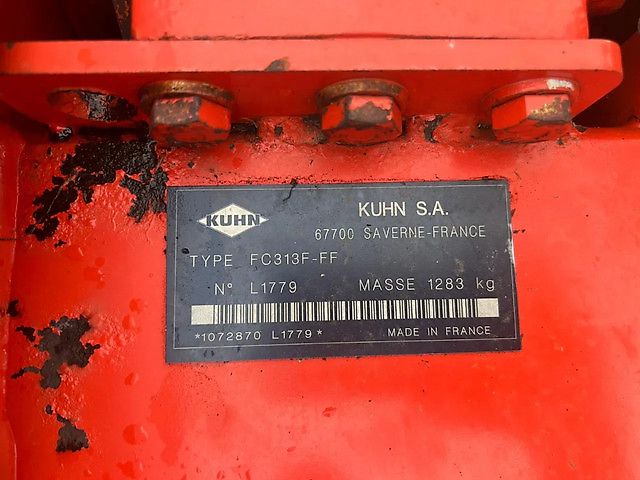 KUHN
KUHN S.A.
67700 SAVERNE-FRANCE
TYPE FC313F-FF
N° L1779 MASSE 1283 kg
*1072870 L1779*
MADE IN FRANCE